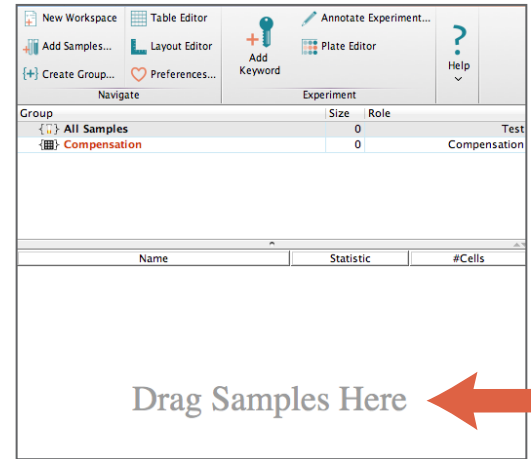 New Workspace Table Editor Annotate Experiment...
Add Samples... Layout Editor Add Keyword Plate Editor Help
{+} Create Group... Preferences...
Navigate Experiment
Group Size Role
All Samples 0 Test
Compensation 0 Compensation
Name Statistic #Cells
Drag Samples Here